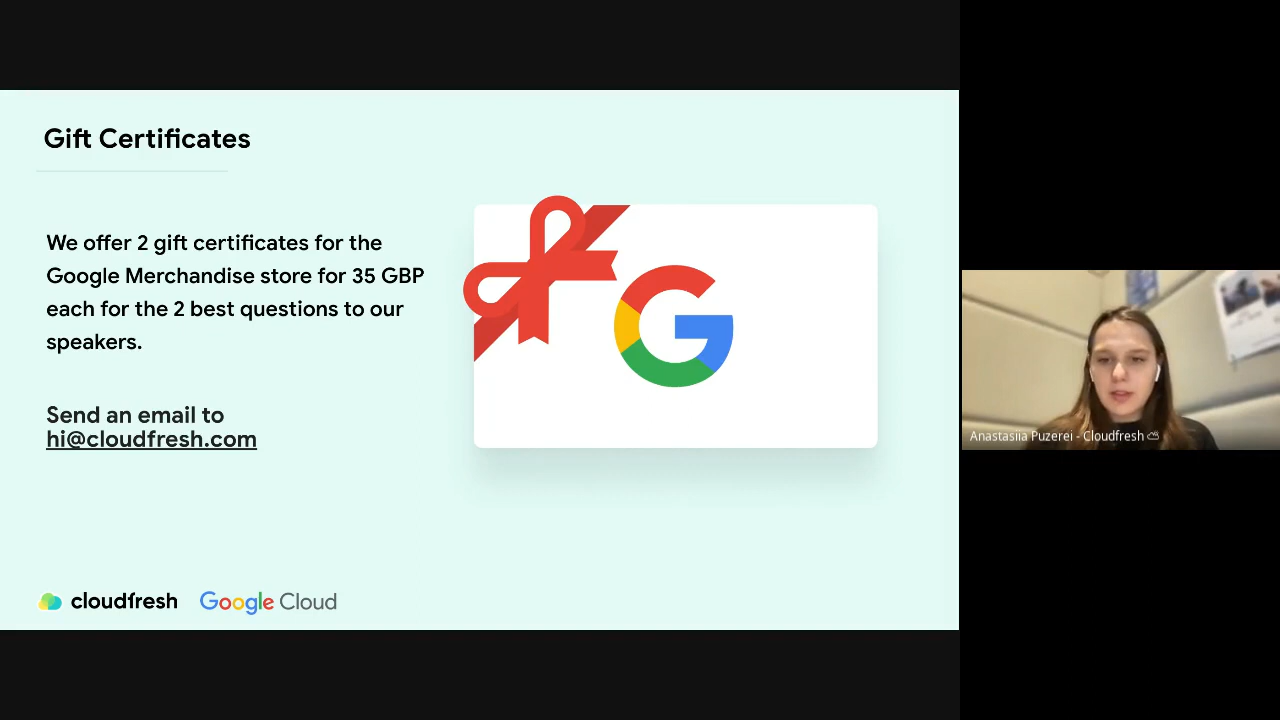 Gift Certificates
We offer 2 gift certificates for the
Google Merchandise store for 35 GBP
each for the 2 best questions to our
speakers.
Send an email to
hi@cloudfresh.com
cloudfresh Google Cloud
Anastasiia Puzerei - Cloudfresh